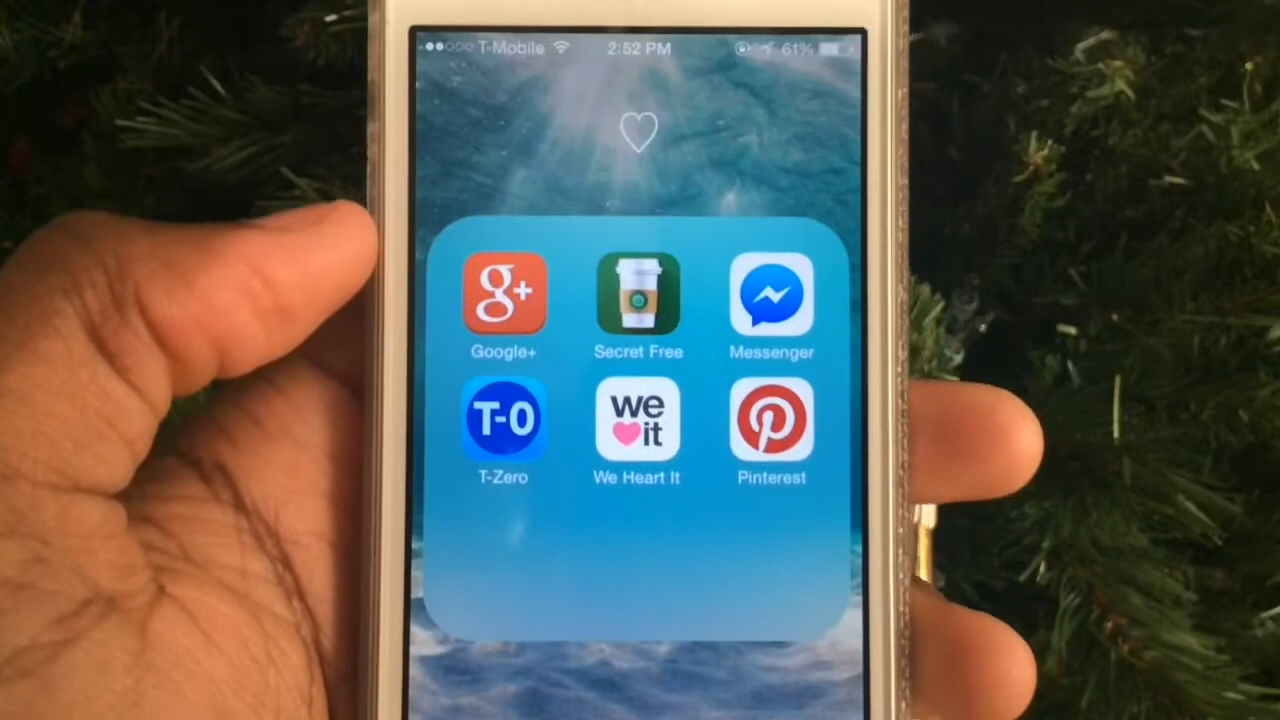 T-Mobile 2:52 PM 61%
g+
Google+ Secret Free Messenger
T-0 we
it
T-Zero We Heart It Pinterest